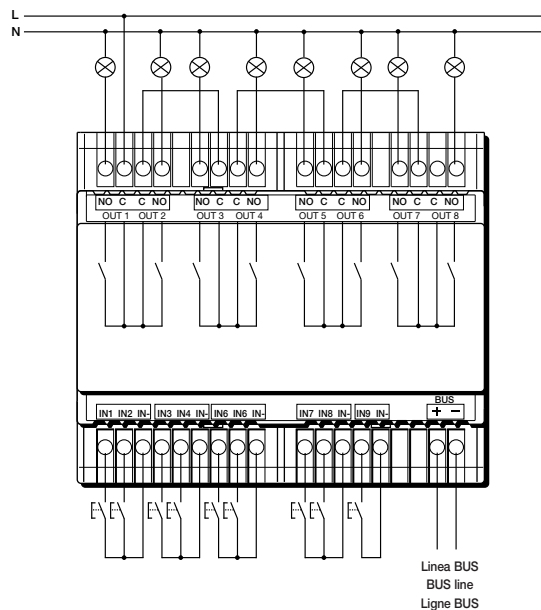 L
N
NO C C NO NO C C NO NO C C NO NO C C NO
OUT 1 OUT 2 OUT 3 OUT 4 OUT 5 OUT 6 OUT 7 OUT 8
BUS
IN1 IN2 IN- IN3 IN4 IN- IN6 IN6 IN- IN7 IN8 IN- IN9 IN- + −
Linea BUS
BUS line
Ligne BUS